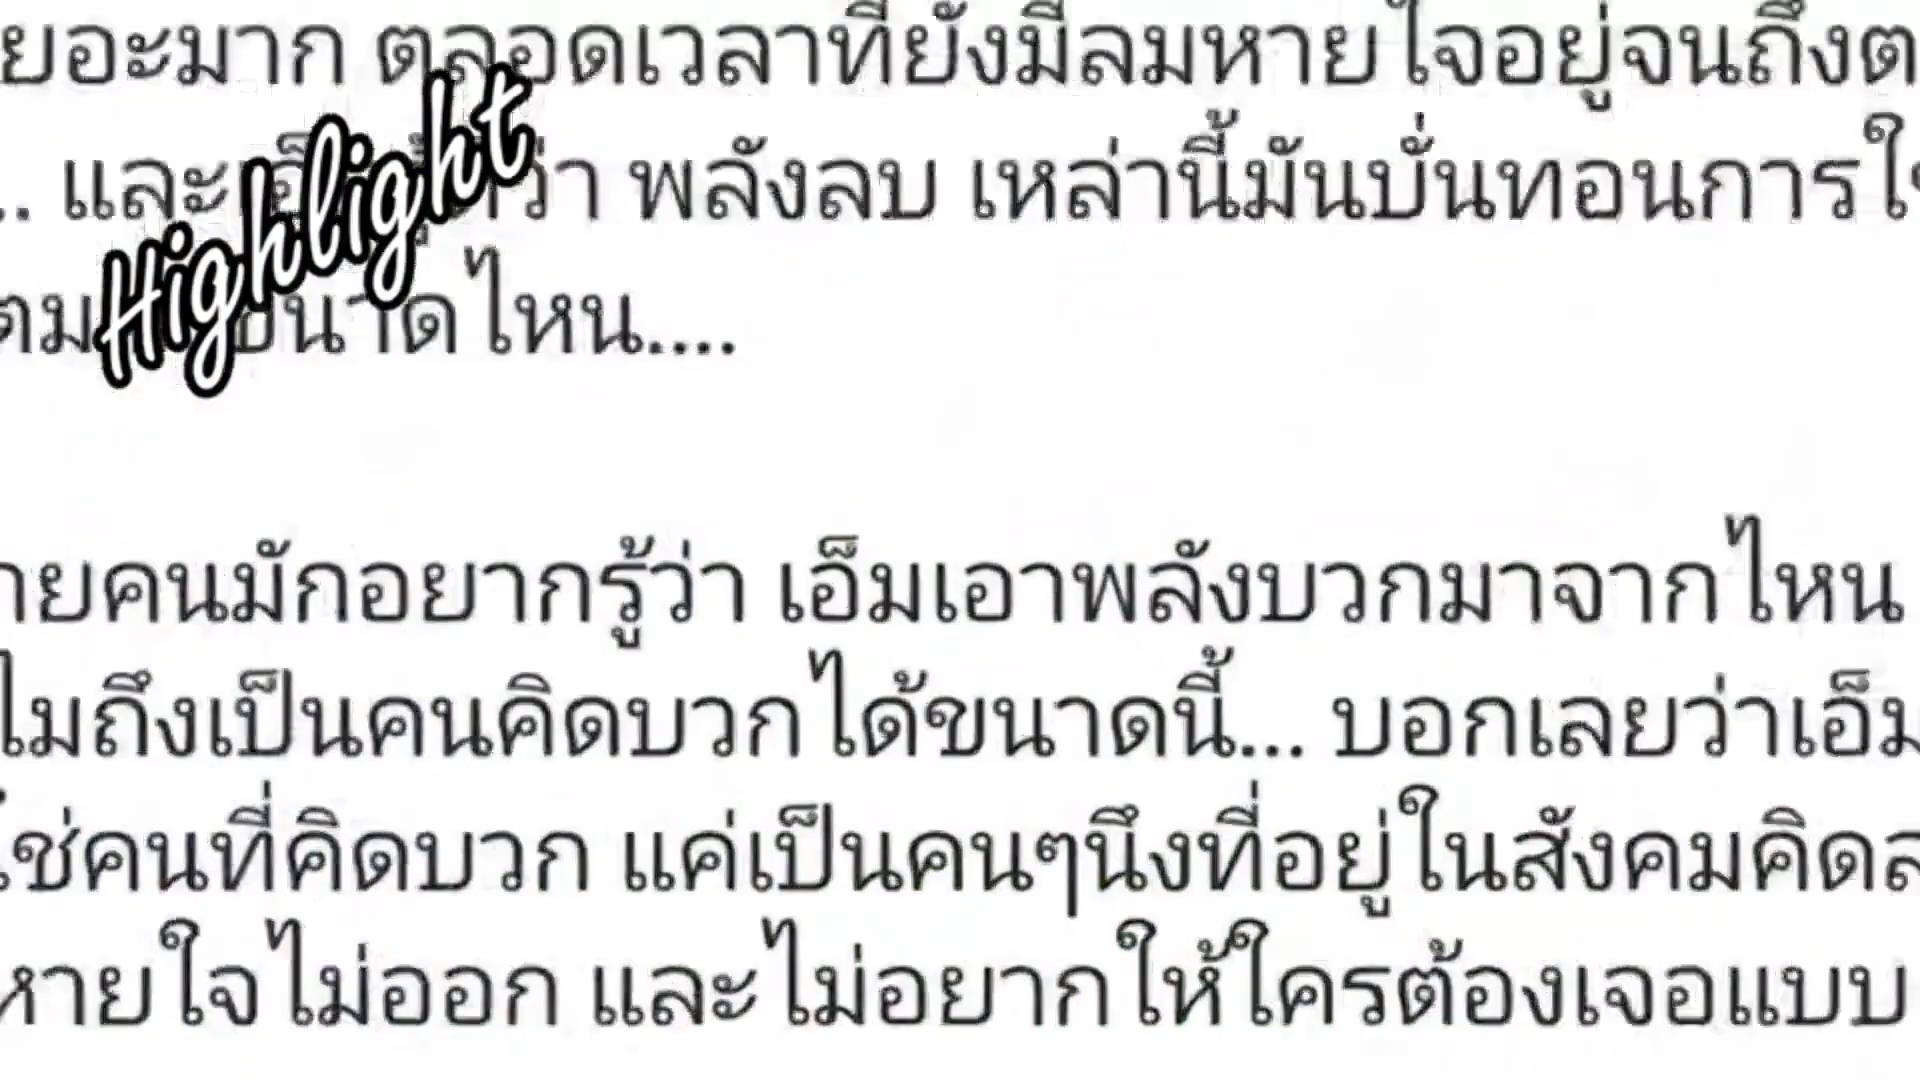 ยอะมาก ตลอดเวลาที่ยังมีลมหายใจอยู่จนถึงต
.. และ ว่า พลังลบ เหล่านี้มันบั่นทอนการใ
Highlight
ตม ขนาดไหน....
ายคนมักอยากรู้ว่า เอ็มเอาพลังบวกมาจากไหน
ไมถึงเป็นคนคิดบวกได้ขนาดนี้... บอกเลยว่าเอ็ม
ใช่คนที่คิดบวก แค่เป็นคนๆนึงที่อยู่ในสังคมคิดล
หายใจไม่ออก และไม่อยากให้ใครต้องเจอแบบ